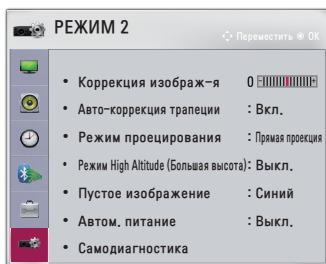 РЕЖИМ 2
Переместить ОК
• Коррекция изображ-я 0
• Авто-коррекция трапеции : Вкл.
• Режим проецирования : Прямая проекция
• Режим High Altitude (Большая высота) : Выкл.
• Пустое изображение : Синий
• Автом. питание : Выкл.
• Самодиагностика